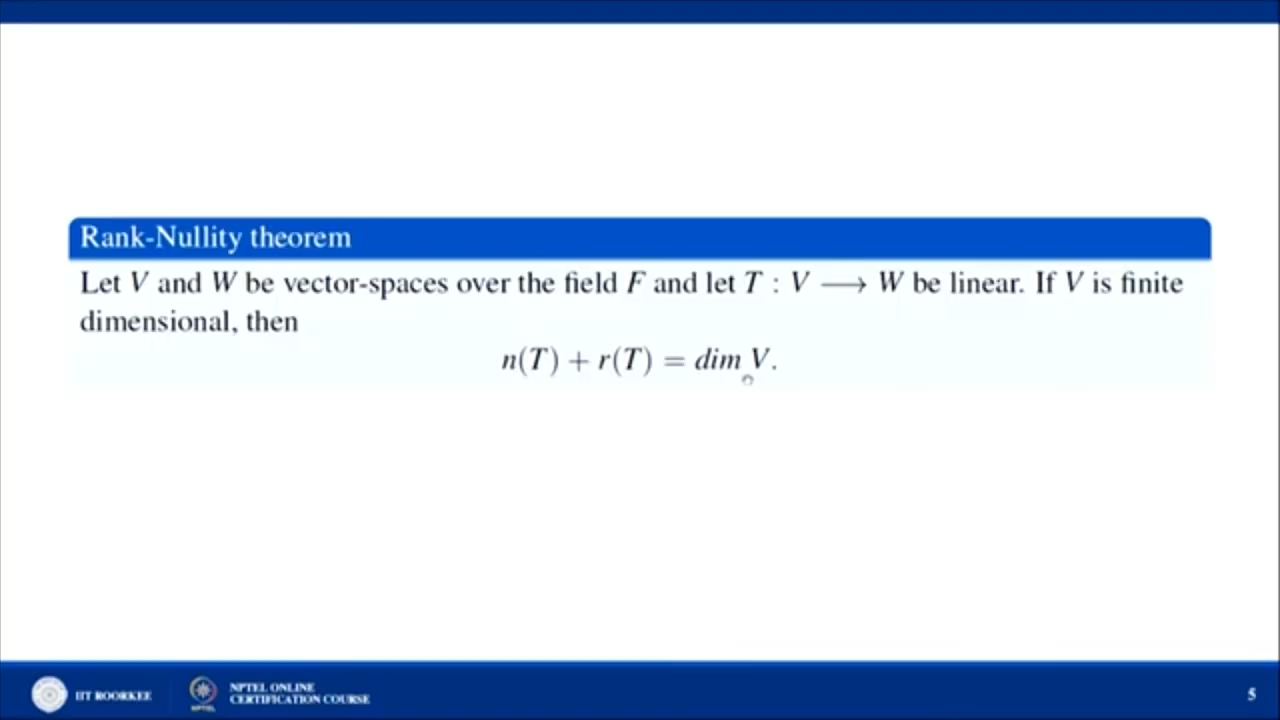 Rank-Nullity theorem
Let V and W be vector-spaces over the field F and let T : V ⟶ W be linear. If V is finite
dimensional, then
n(T) + r(T) = dim V.
IIT ROORKEE
NPTEL
NPTEL ONLINE
CERTIFICATION COURSE
5